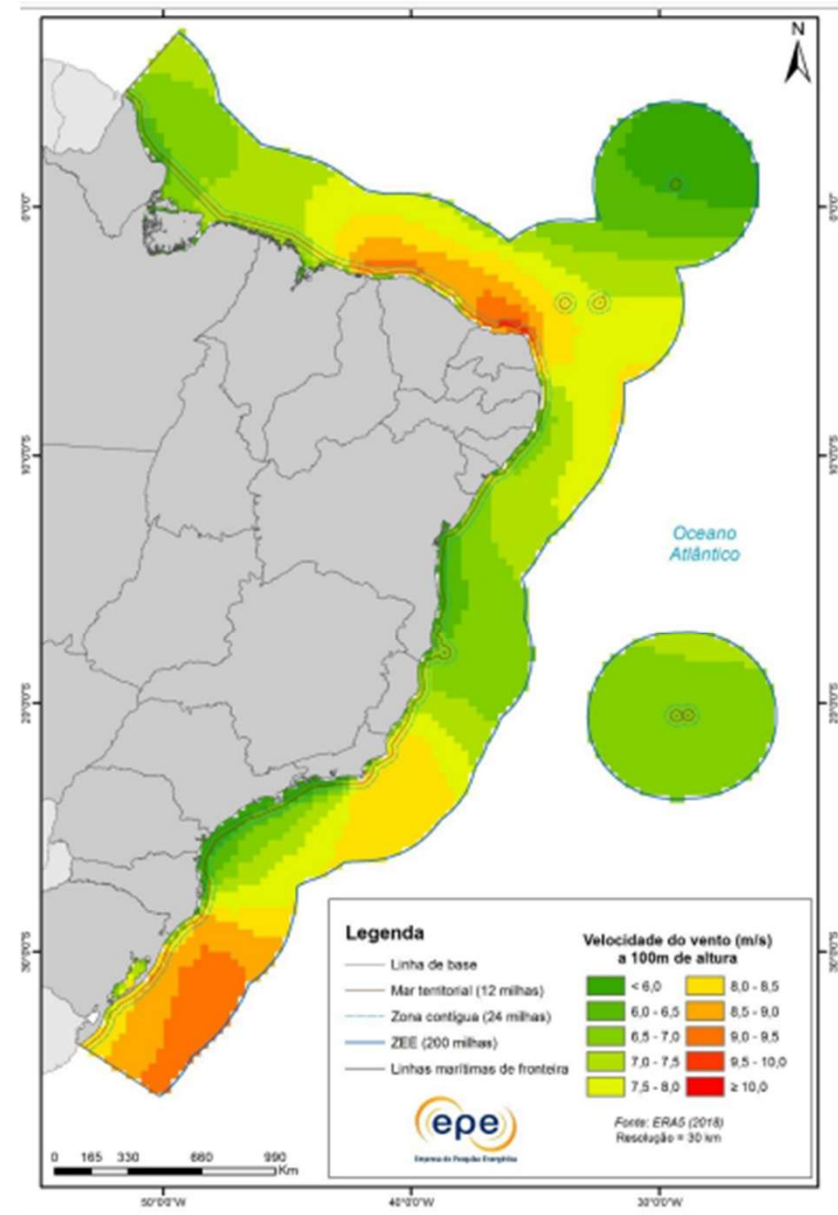 N
Oceano
Atlântico
Legenda
Linha de base
Mar territorial (12 milhas)
Zona contígua (24 milhas)
ZEE (200 milhas)
Linhas marítimas de fronteira
Velocidade do vento (m/s)
a 100m de altura
< 6,0
6,0 - 6,5
6,5 - 7,0
7,0 - 7,5
7,5 - 8,0
8,0 - 8,5
8,5 - 9,0
9,0 - 9,5
9,5 - 10,0
≥ 10,0
Fonte: ERA5 (2018)
Resolução = 30 km
epe
Empresa de Pesquisa Energética
0 165 330 660 990
Km
50°0'0"W 40°0'0"W 30°0'0"W